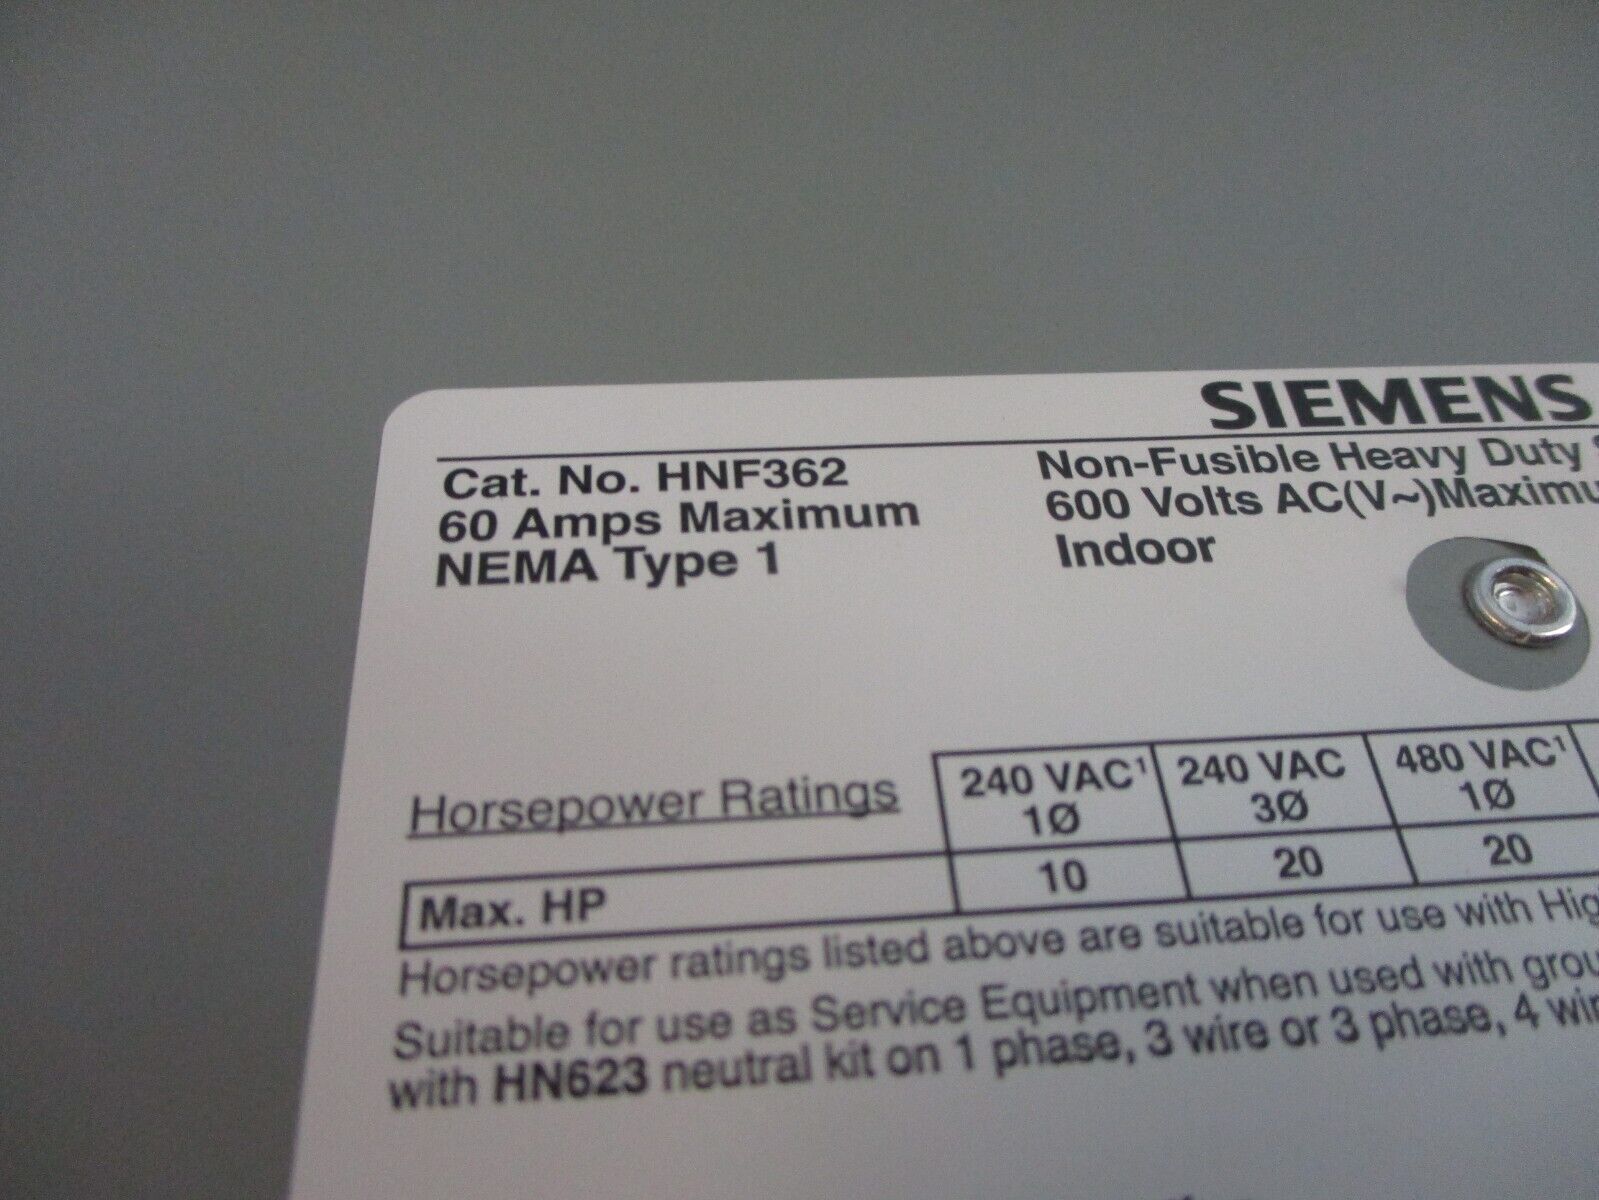 SIEMENS
Cat. No. HNF362
60 Amps Maximum
NEMA Type 1
Non-Fusible Heavy Duty
600 Volts AC(V~)
Indoor
Horsepower Ratings
240 VAC¹ 240 VAC 480 VAC¹
1Ø 3Ø 1Ø
Max. HP 10 20 20
Horsepower ratings listed above are suitable for use with
Suitable for use as Service Equipment when used with
with HN623 neutral kit on 1 phase, 3 wire or 3 phase, 4